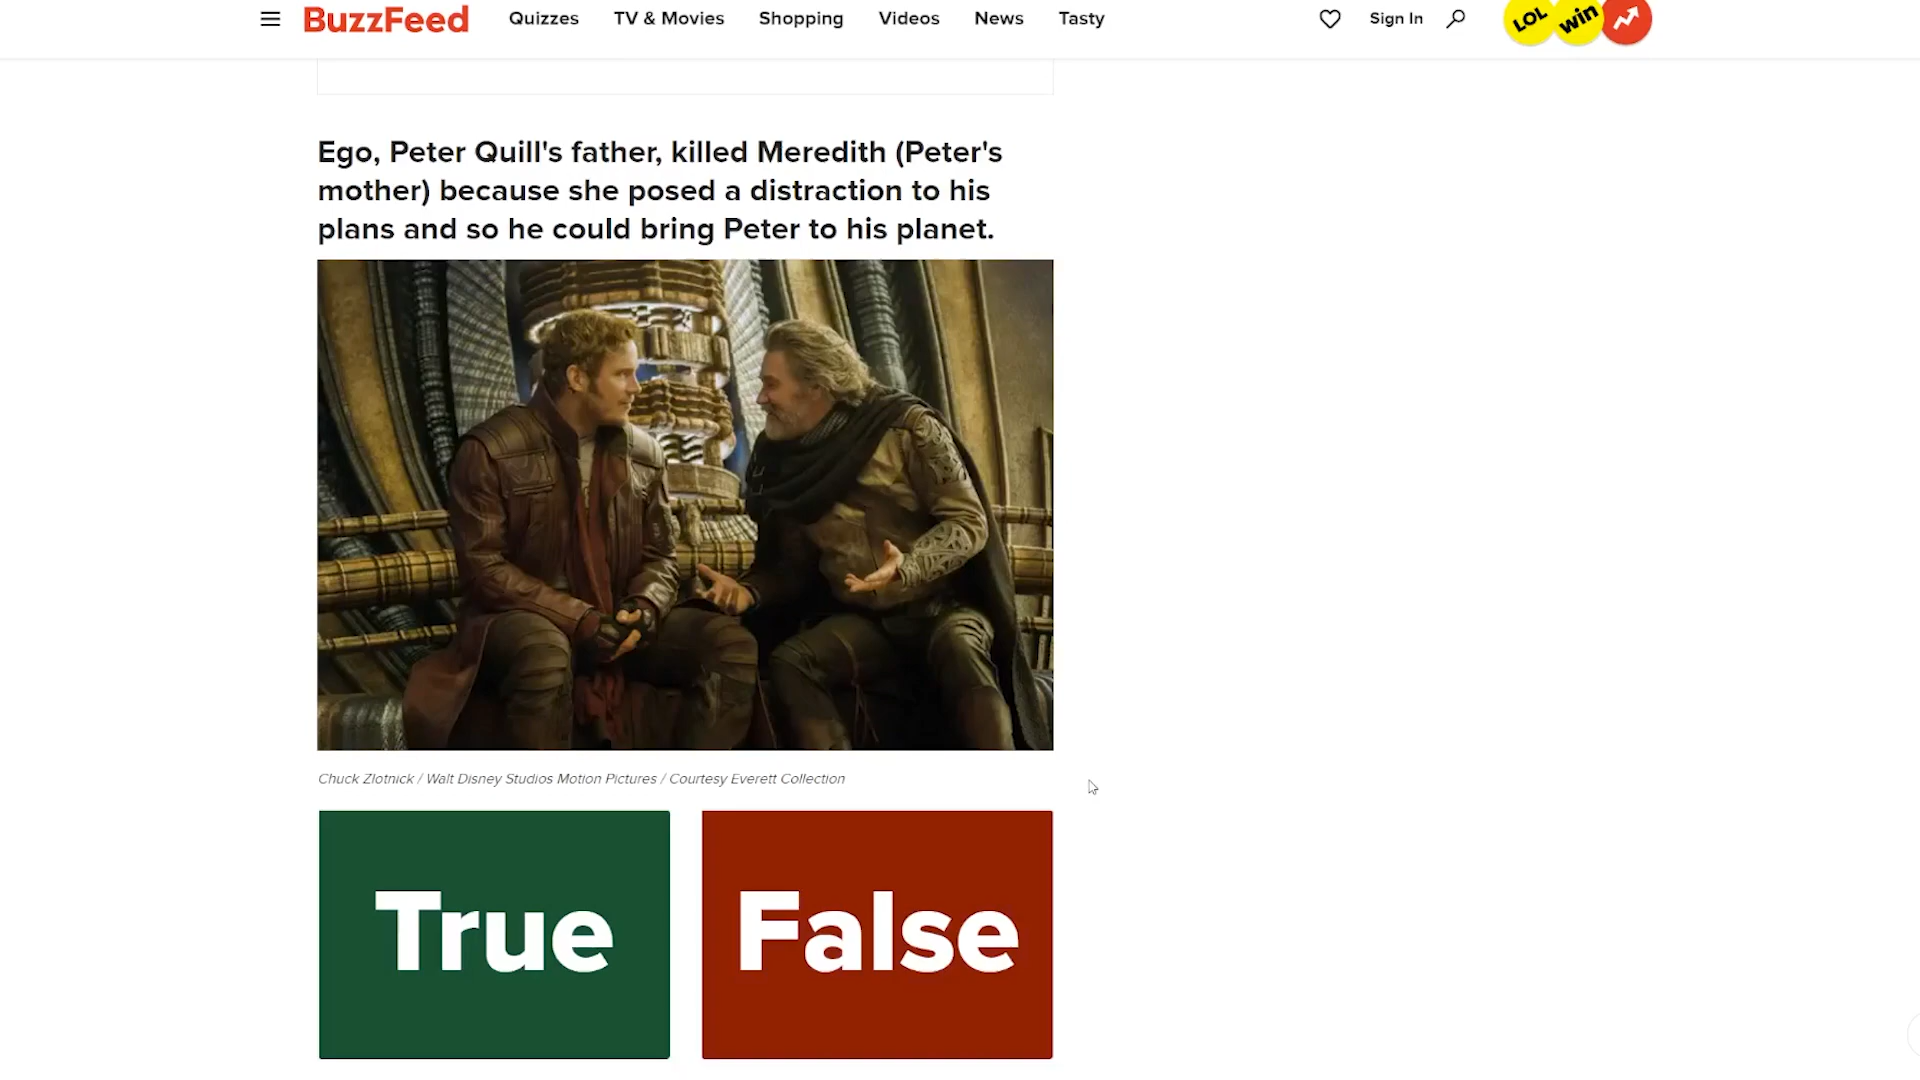 BuzzFeed Quizzes TV & Movies Shopping Videos News Tasty Sign In LOL win
Ego, Peter Quill's father, killed Meredith (Peter's
mother) because she posed a distraction to his
plans and so he could bring Peter to his planet.
Chuck Zlotnick / Walt Disney Studios Motion Pictures / Courtesy Everett Collection
True False